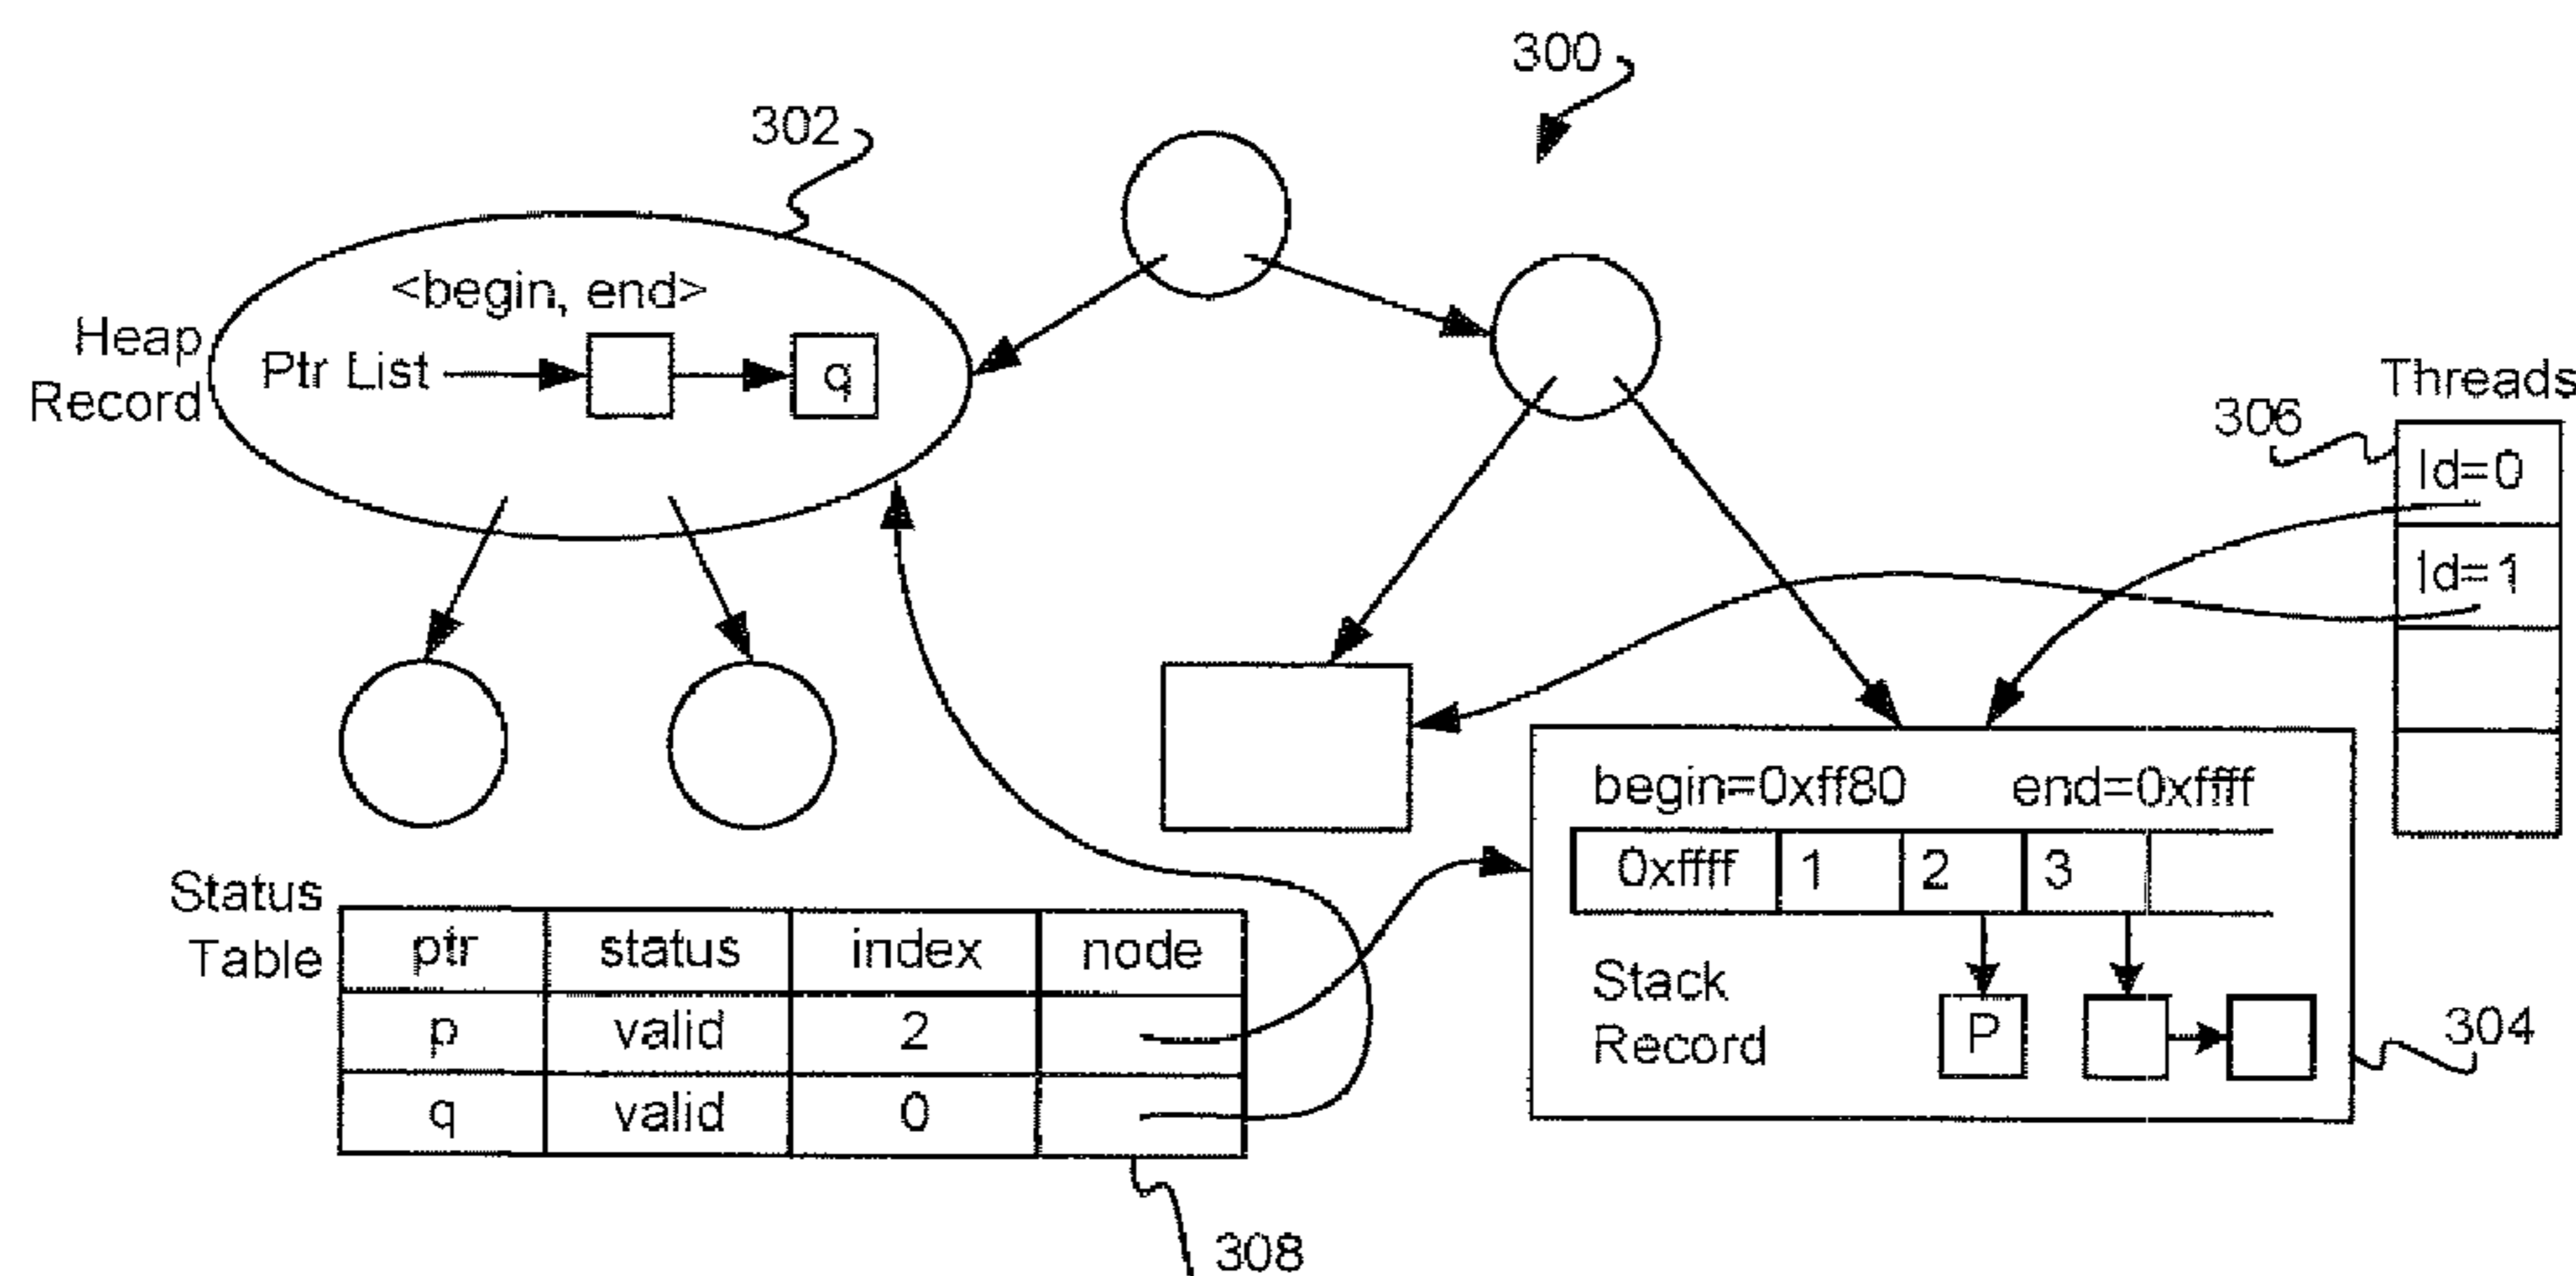 300
302
<begin, end>
Heap
Record
Ptr List
q
Threads
306
Id=0
Id=1
begin=0xff80 end=0xffff
0xffff 1 2 3
Stack
Record
P
304
Status
Table
ptr status index node
p valid 2
q valid 0
308